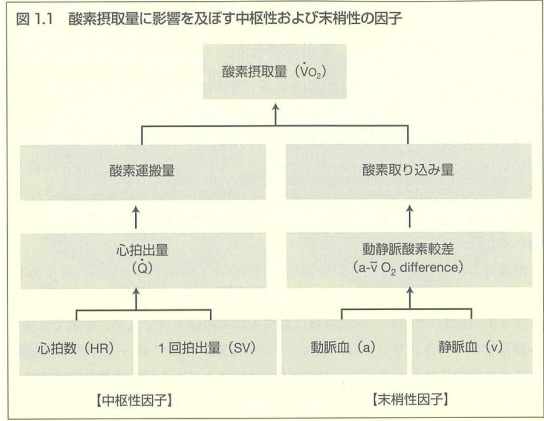 図 1.1 酸素摂取量に影響を及ぼす中枢性および末梢性の因子
酸素摂取量（V̇O₂）
酸素運搬量
酸素取り込み量
心拍出量
（Q̇）
動静脈酸素較差
（a-v̄ O₂ difference）
心拍数（HR）
1 回拍出量（SV）
動脈血（a）
静脈血（v）
【中枢性因子】
【末梢性因子】